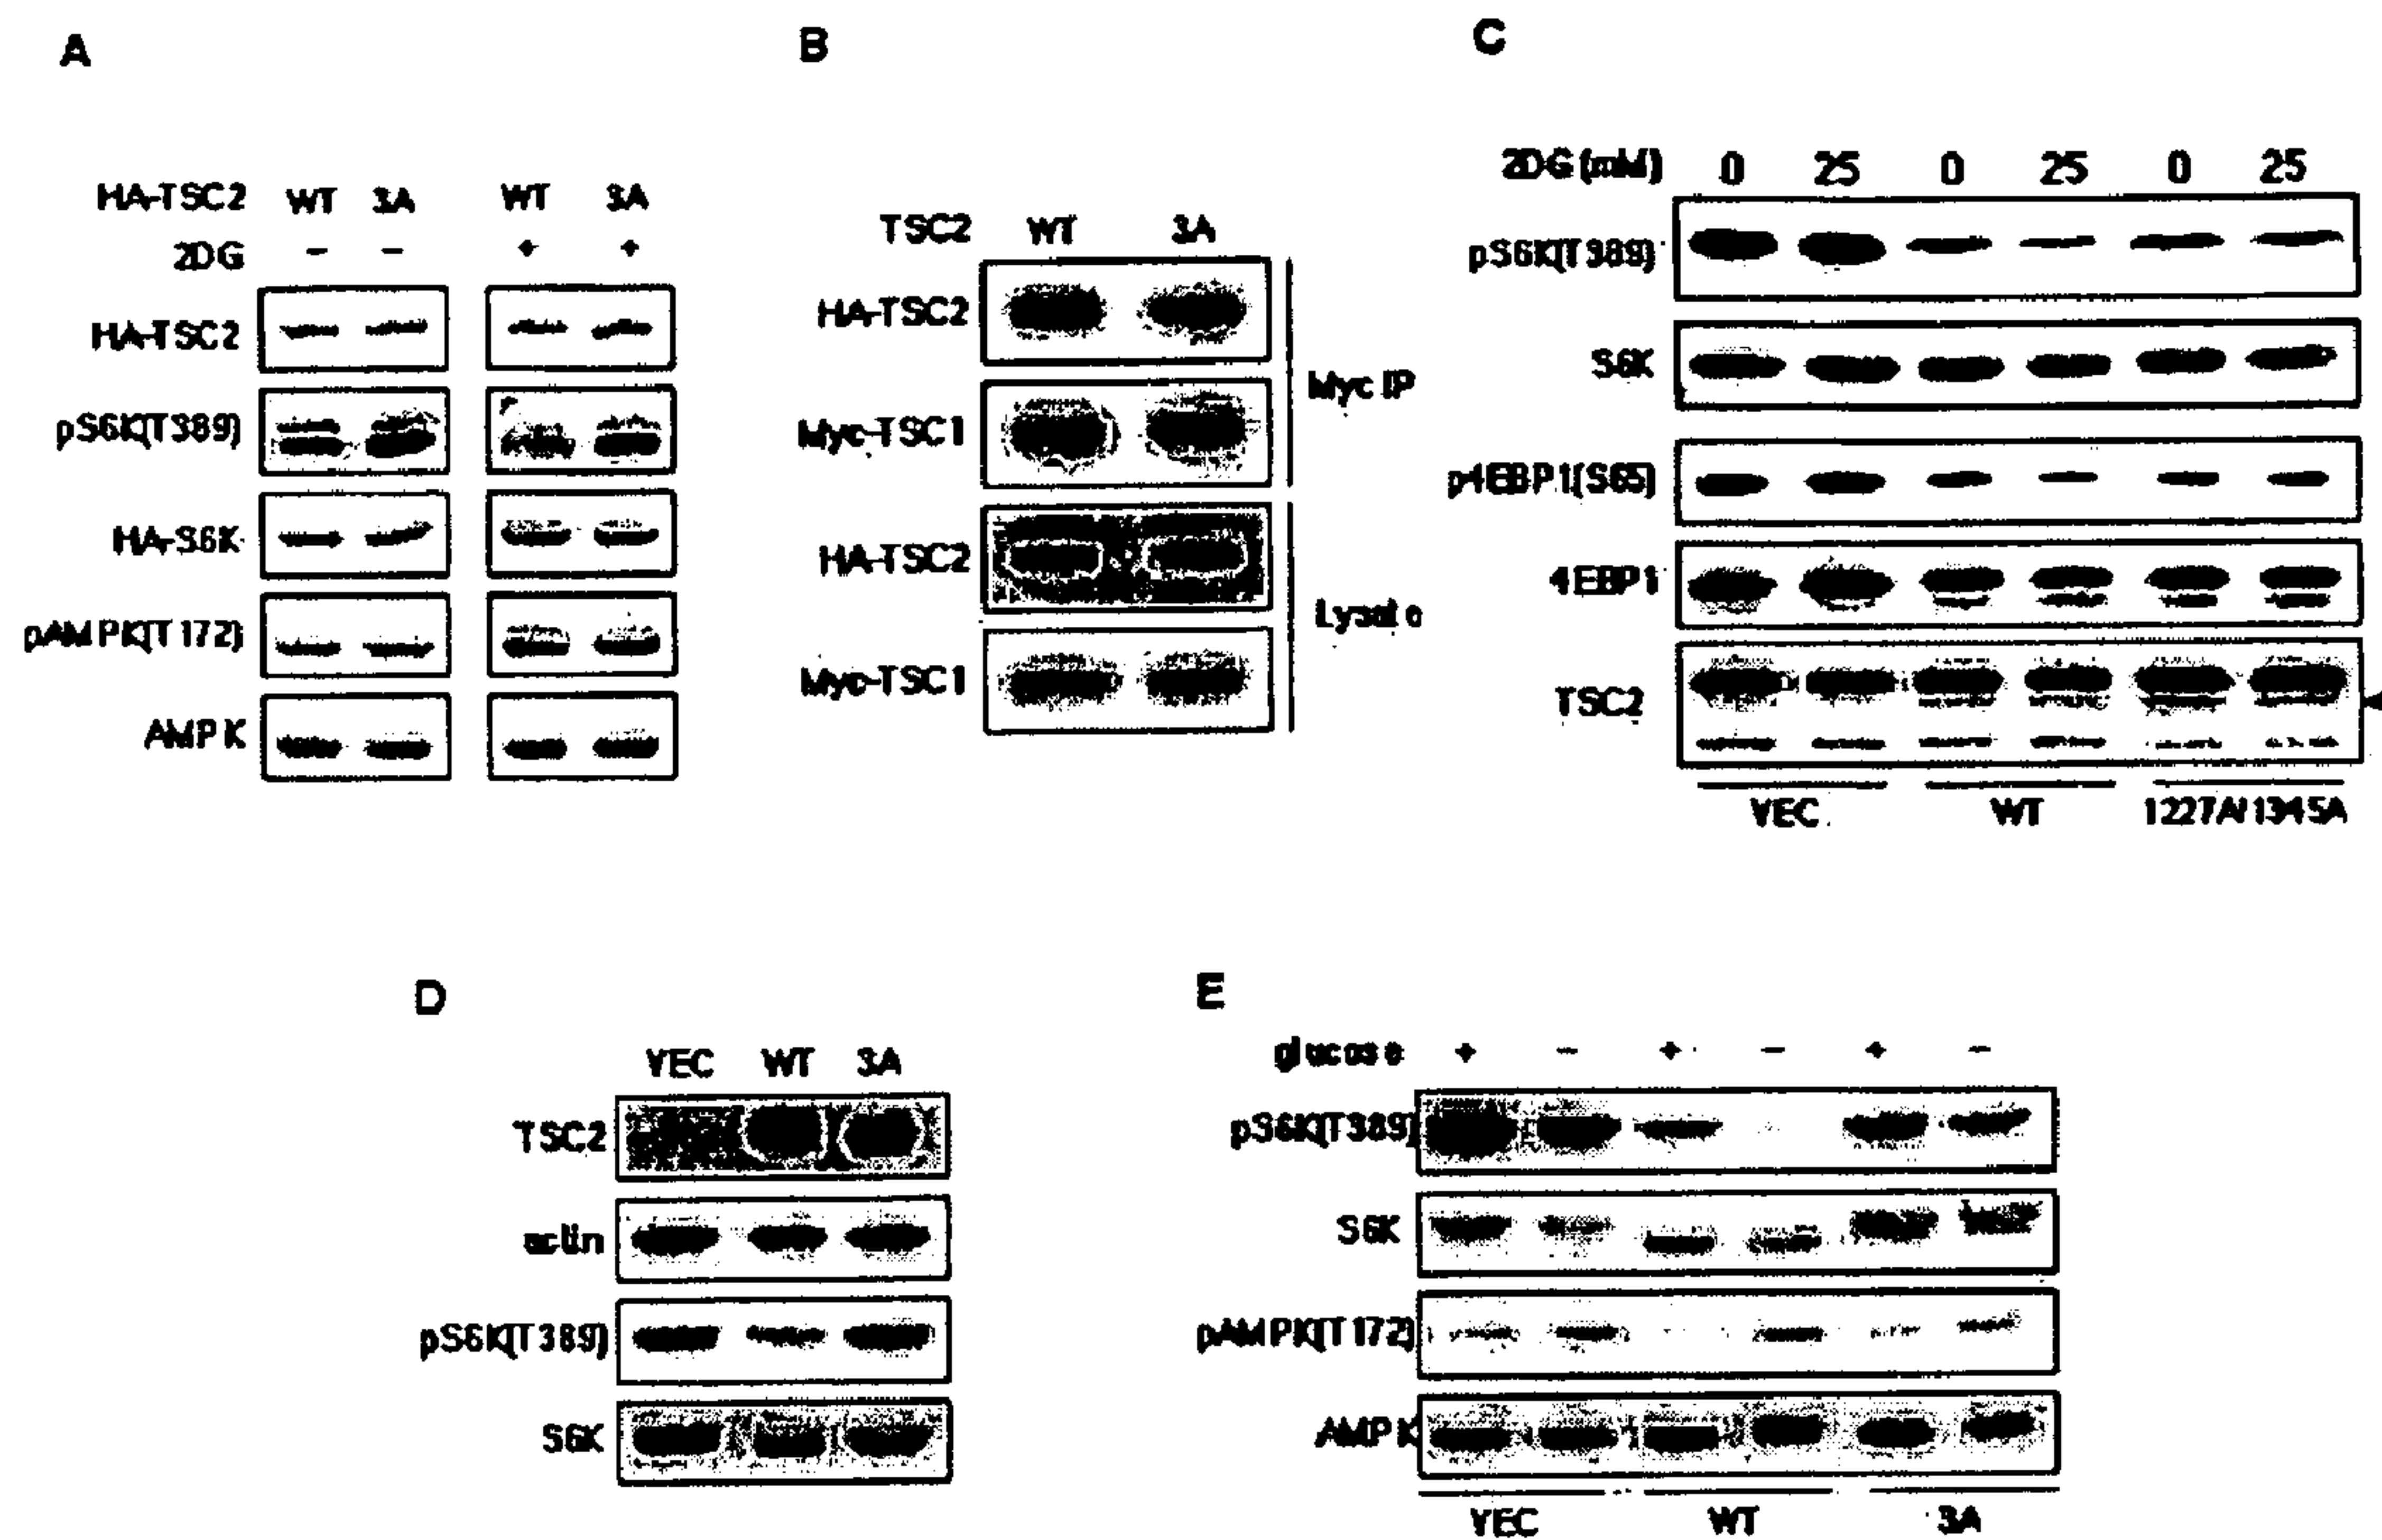 A
HA-TSC2 WT 3A WT 3A
2DG - - + +
HA-TSC2
pS6K(T389)
HA-S6K
pAMPK(T172)
AMPK
B
TSC2 WT 3A
HA-TSC2
Myc-TSC1
Myc IP
HA-TSC2
Myc-TSC1
Lysate
C
2DG (mM) 0 25 0 25 0 25
pS6K(T389)
S6K
p4EBP1(S65)
4EBP1
TSC2
VEC WT 1227A/1345A
D
VEC WT 3A
TSC2
actin
pS6K(T389)
S6K
E
glucose + - + - + -
pS6K(T389)
S6K
pAMPK(T172)
AMPK
VEC WT 3A